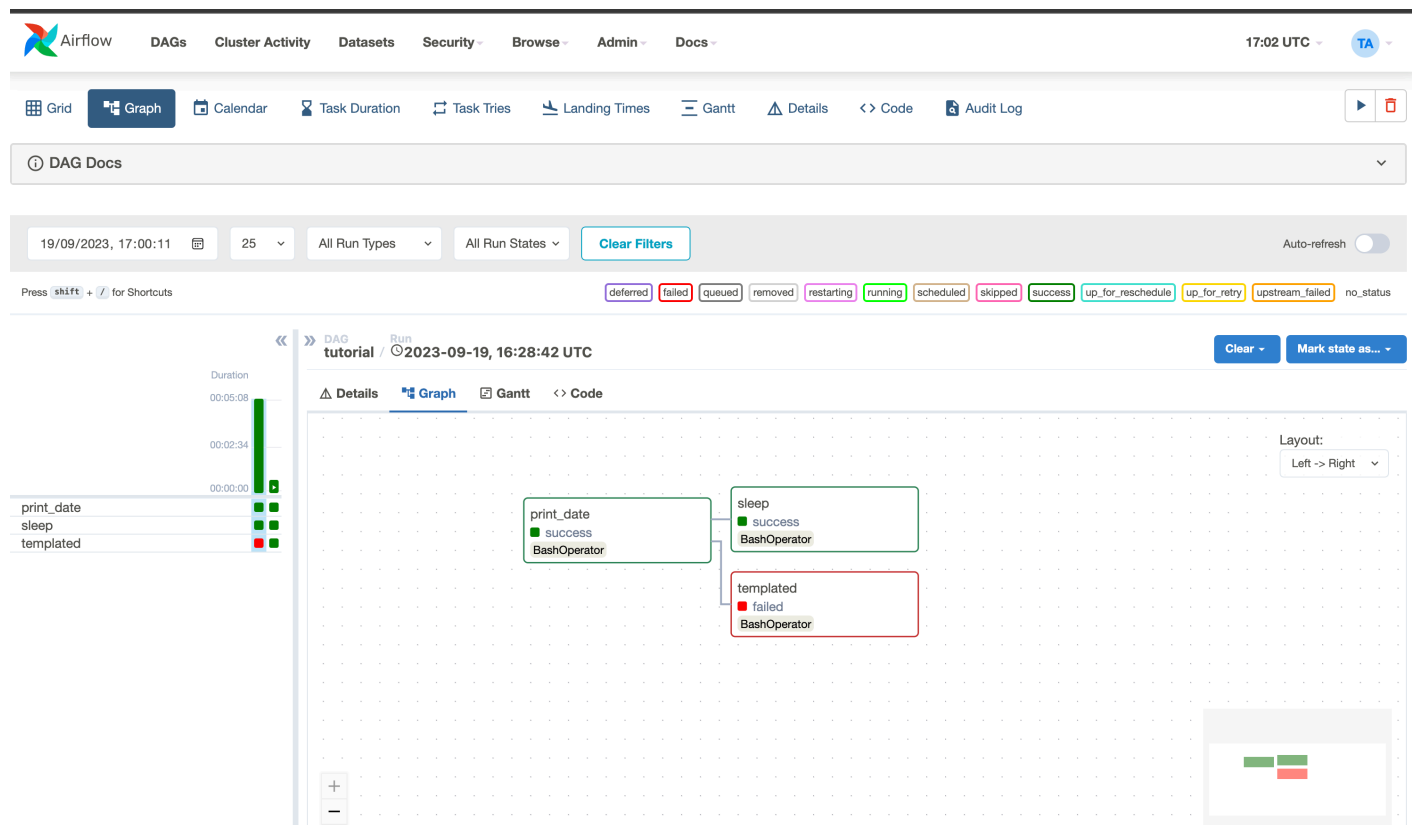 Airflow DAGs Cluster Activity Datasets Security Browse Admin Docs 17:02 UTC TA
Grid Graph Calendar Task Duration Task Tries Landing Times Gantt Details <> Code Audit Log
DAG Docs
19/09/2023, 17:00:11 25 All Run Types All Run States Clear Filters Auto-refresh
Press shift + / for Shortcuts deferred failed queued removed restarting running scheduled skipped success up_for_reschedule up_for_retry upstream_failed no_status
DAG Run
tutorial / 2023-09-19, 16:28:42 UTC Clear Mark state as...
Details Graph Gantt <> Code
Duration
00:05:08
00:02:34
00:00:00
print_date
sleep
templated
Layout:
Left -> Right
print_date
success
BashOperator
sleep
success
BashOperator
templated
failed
BashOperator
+
−